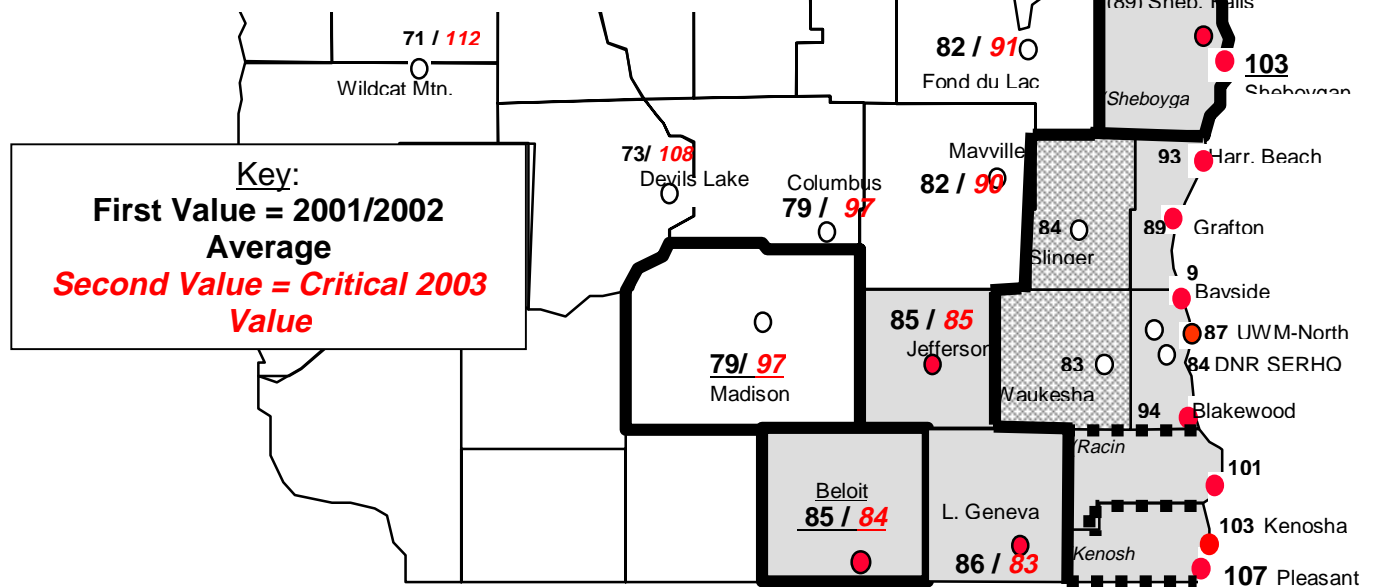 (89) Sheb. Falls
71 / 112
Wildcat Mtn.
82 / 91
Fond du Lac
103
Sheboygan
(Sheboyga
Key:
First Value = 2001/2002
Average
Second Value = Critical 2003
Value
73/ 108
Devils Lake
Columbus
79 / 97
Mayville
82 / 90
93 Harr. Beach
84
Slinger
89 Grafton
9
Bayside
87 UWM-North
84 DNR SERHQ
85 / 85
Jefferson
83
Waukesha
79/ 97
Madison
94 Blakewood
(Racin
101
Beloit
85 / 84
L. Geneva
86 / 83
103 Kenosha
Kenosh
107 Pleasant